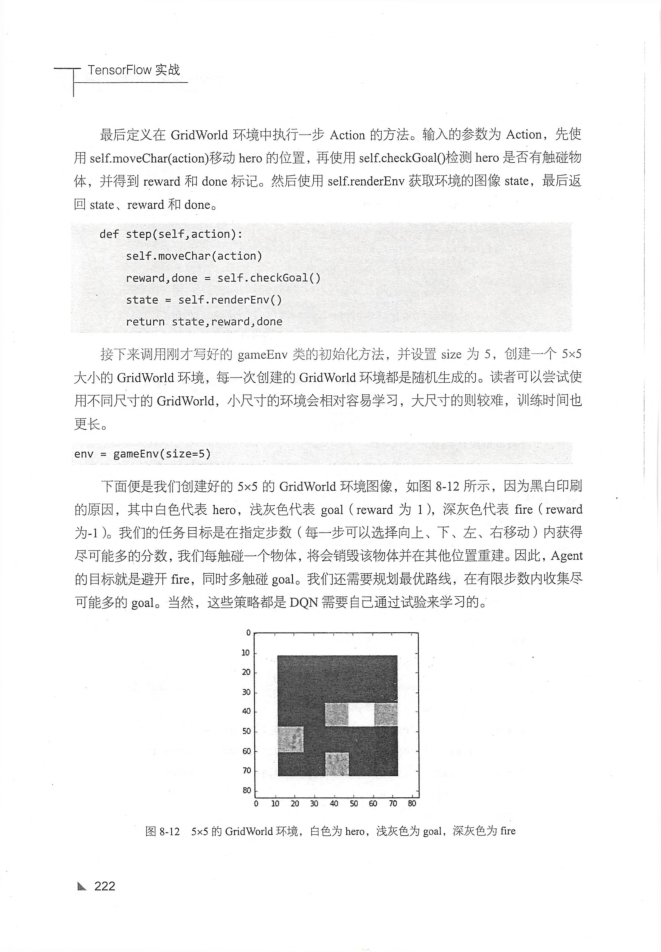 TensorFlow 实战
最后定义在 GridWorld 环境中执行一步 Action 的方法。输入的参数为 Action，先使
用 self.moveChar(action)移动 hero 的位置，再使用 self.checkGoal()检测 hero 是否有触碰物
体，并得到 reward 和 done 标记。然后使用 self.renderEnv 获取环境的图像 state，最后返
回 state、reward 和 done。
def step(self,action):
self.moveChar(action)
reward,done = self.checkGoal()
state = self.renderEnv()
return state,reward,done
接下来调用刚才写好的 gameEnv 类的初始化方法，并设置 size 为 5，创建一个 5×5
大小的 GridWorld 环境，每一次创建的 GridWorld 环境都是随机生成的。读者可以尝试使
用不同尺寸的 GridWorld，小尺寸的环境会相对容易学习，大尺寸的则较难，训练时间也
更长。
env = gameEnv(size=5)
下面便是我们创建好的 5×5 的 GridWorld 环境图像，如图 8-12 所示，因为黑白印刷
的原因，其中白色代表 hero，浅灰色代表 goal（reward 为 1），深灰色代表 fire（reward
为-1）。我们的任务目标是在指定步数（每一步可以选择向上、下、左、右移动）内获得
尽可能多的分数，我们每触碰一个物体，将会销毁该物体并在其他位置重建。因此，Agent
的目标就是避开 fire，同时多触碰 goal。我们还需要规划最优路线，在有限步数内收集尽
可能多的 goal。当然，这些策略都是 DQN 需要自己通过试验来学习的。
0
10
20
30
40
50
60
70
80
0 10 20 30 40 50 60 70 80
图 8-12 5×5 的 GridWorld 环境，白色为 hero，浅灰色为 goal，深灰色为 fire
222